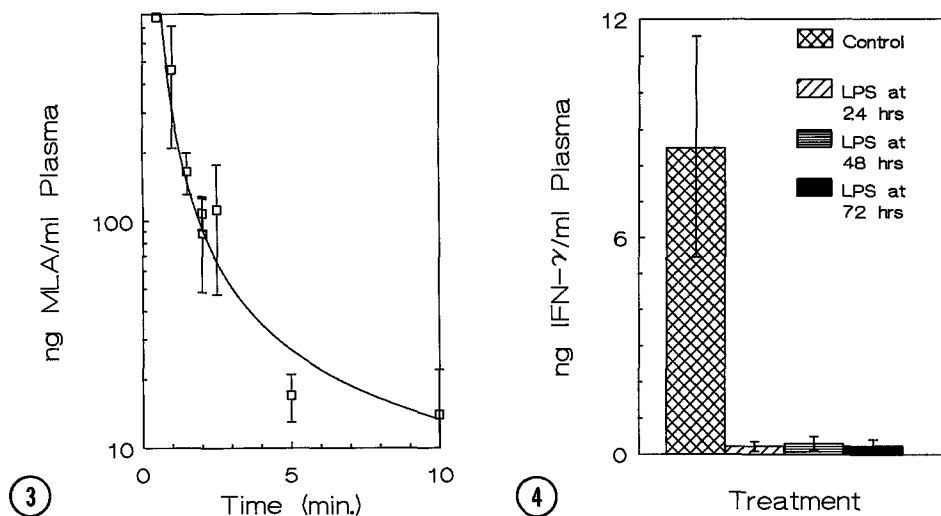 ng MLA/ml Plasma
100
10
0
5
10
Time (min.)
3
ng IFN-γ/ml Plasma
12
6
0
Control
LPS at
24 hrs
LPS at
48 hrs
LPS at
72 hrs
Treatment
4